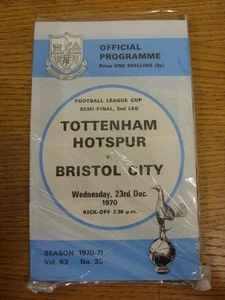 OFFICIAL
PROGRAMME
Price ONE SHILLING (5p)
FOOTBALL LEAGUE CUP
SEMI-FINAL, 2nd LEG
TOTTENHAM
HOTSPUR
v.
BRISTOL CITY
Wednesday, 23rd Dec.
1970
KICK-OFF 7.30 p.m.
SEASON 1970-71
Vol. 63 No. 35